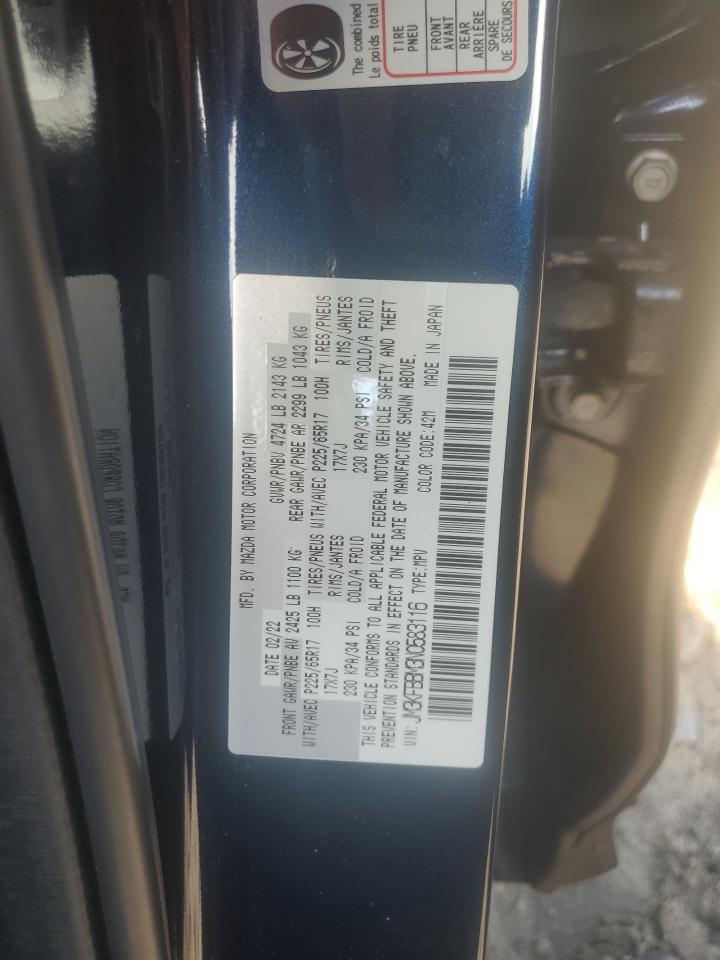 The combined
Le poids total
TIRE
PNEU
FRONT
AVANT
REAR
ARRIÈRE
SPARE
DE SECOURS
MFD. BY MAZDA MOTOR CORPORATION
DATE 02/22 GVWR/PNBV 4724 LB 2143 KG
FRONT GAWR/PNBE AV 2425 LB 1100 KG REAR GAWR/PNBE AR 2299 LB 1043 KG
WITH/AVEC P225/65R17 100H TIRES/PNEUS WITH/AVEC P225/65R17 100H TIRES/PNEUS
17X7J RIMS/JANTES 17X7J RIMS/JANTES
230 KPA/34 PSI COLD/A FROID 230 KPA/34 PSI COLD/A FROID
THIS VEHICLE CONFORMS TO ALL APPLICABLE FEDERAL MOTOR VEHICLE SAFETY AND THEFT
PREVENTION STANDARDS IN EFFECT ON THE DATE OF MANUFACTURE SHOWN ABOVE.
VIN: JM3KFBBM3N0583116 TYPE:MPV COLOR CODE:42M MADE IN JAPAN
8